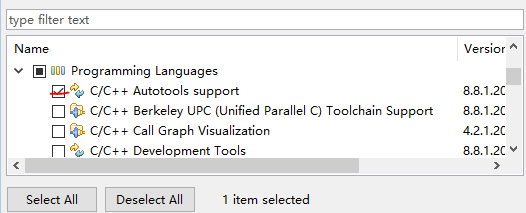 type filter text
Name Version
Programming Languages
C/C++ Autotools support 8.8.1.20
C/C++ Berkeley UPC (Unified Parallel C) Toolchain Support 8.8.1.20
C/C++ Call Graph Visualization 4.2.1.20
C/C++ Development Tools 8.8.1.20
Select All Deselect All 1 item selected